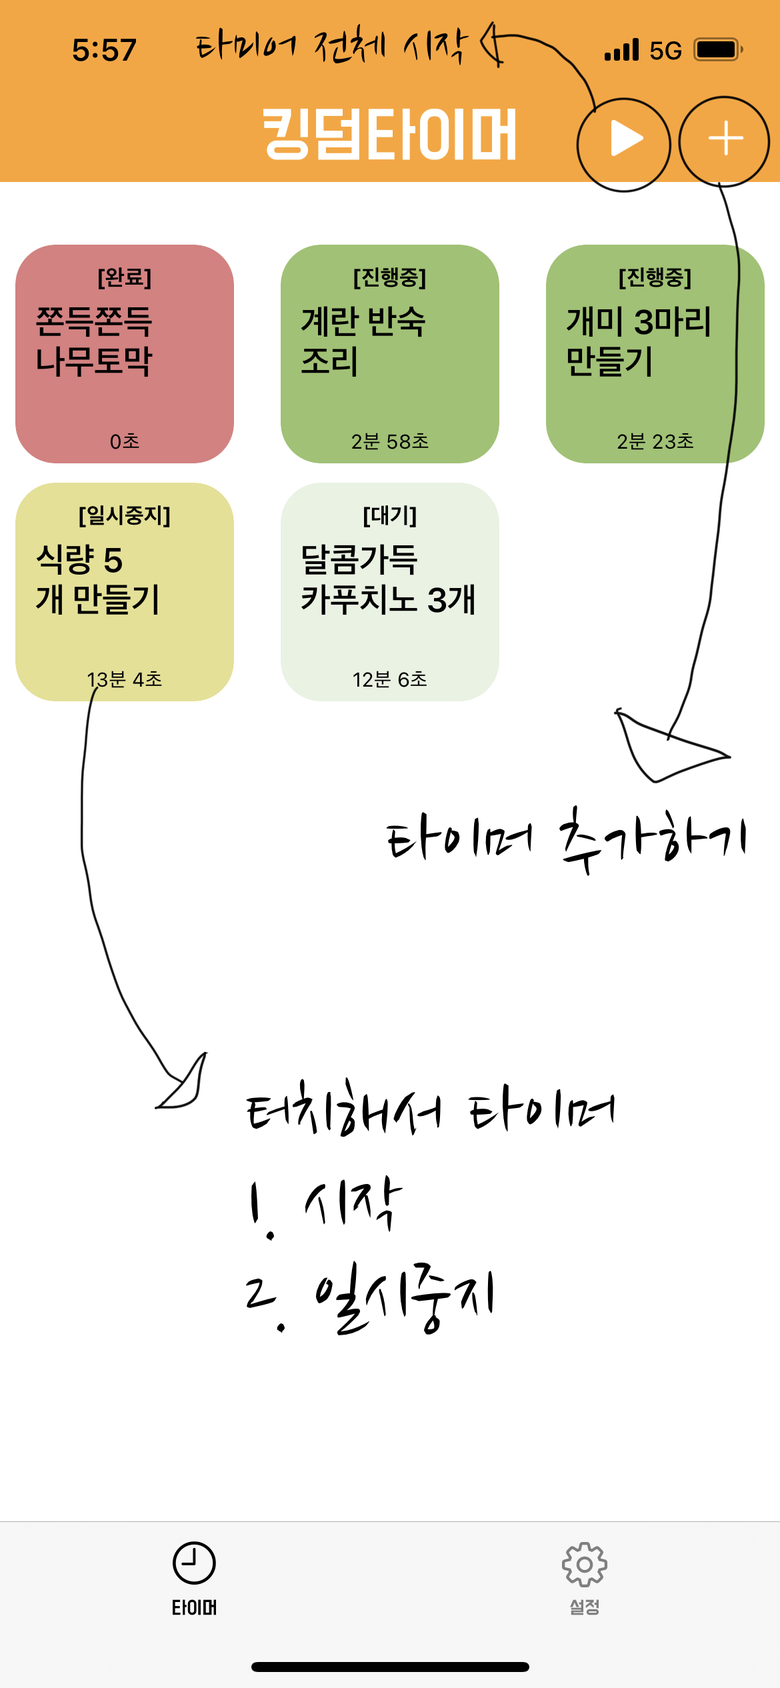 5:57
타미어 전체 시작
5G
킹덤타이머
[완료]
쫀득쫀득
나무토막
0초
[진행중]
계란 반숙
조리
2분 58초
[진행중]
개미 3마리
만들기
2분 23초
[일시중지]
식량 5
개 만들기
13분 4초
[대기]
달콤가득
카푸치노 3개
12분 6초
타이머 추가하기
터치해서 타이머
1. 시작
2. 일시중지
타이머
설정